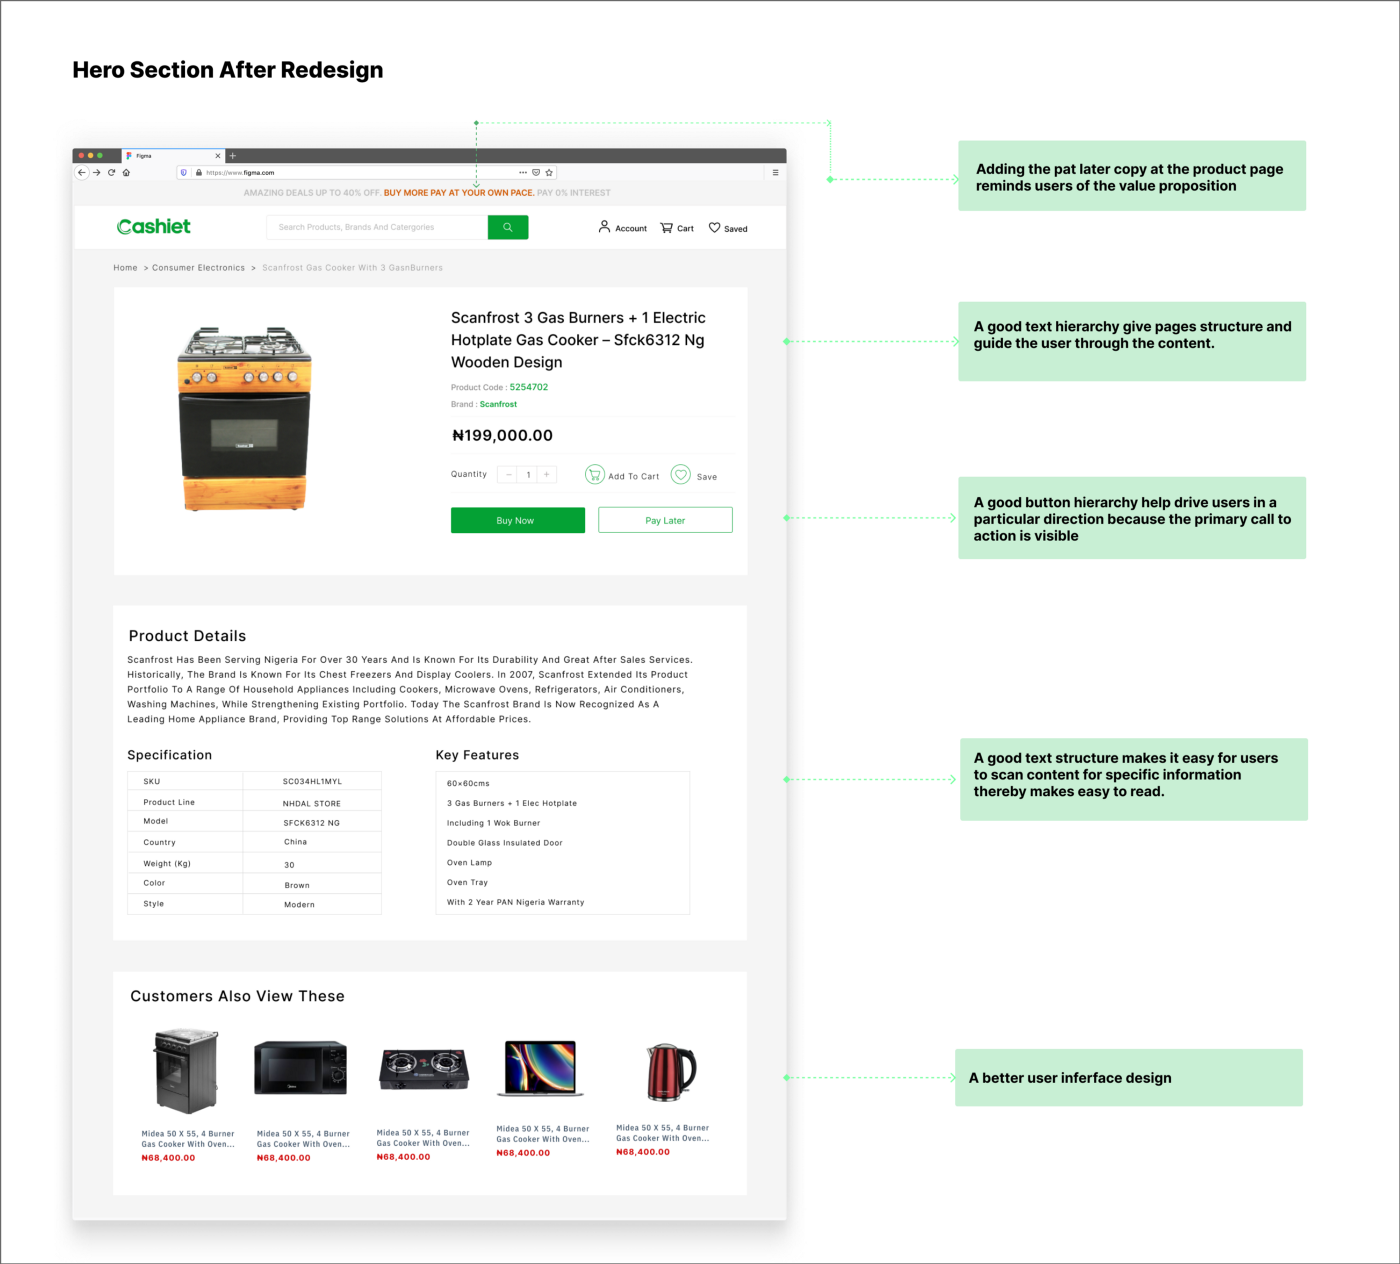 Hero Section After Redesign
Figma
https://www.figma.com
AMAZING DEALS UP TO 40% OFF. BUY MORE PAY AT YOUR OWN PACE. PAY 0% INTEREST
Cashiet
Search Products, Brands And Catergories
Account
Cart
Saved
Home > Consumer Electronics > Scanfrost Gas Cooker With 3 GasnBurners
Scanfrost 3 Gas Burners + 1 Electric
Hotplate Gas Cooker – Sfck6312 Ng
Wooden Design
Product Code : 5254702
Brand : Scanfrost
₦199,000.00
Quantity
− 1 +
Add To Cart
Save
Buy Now
Pay Later
Product Details
Scanfrost Has Been Serving Nigeria For Over 30 Years And Is Known For Its Durability And Great After Sales Services.
Historically, The Brand Is Known For Its Chest Freezers And Display Coolers. In 2007, Scanfrost Extended Its Product
Portfolio To A Range Of Household Appliances Including Cookers, Microwave Ovens, Refrigerators, Air Conditioners,
Washing Machines, While Strengthening Existing Portfolio. Today The Scanfrost Brand Is Now Recognized As A
Leading Home Appliance Brand, Providing Top Range Solutions At Affordable Prices.
Specification
SKU SC034HL1MYL
Product Line NHDAL STORE
Model SFCK6312 NG
Country China
Weight (Kg) 30
Color Brown
Style Modern
Key Features
60×60cms
3 Gas Burners + 1 Elec Hotplate
Including 1 Wok Burner
Double Glass Insulated Door
Oven Lamp
Oven Tray
With 2 Year PAN Nigeria Warranty
Customers Also View These
Midea 50 X 55, 4 Burner
Gas Cooker With Oven...
₦68,400.00
Midea 50 X 55, 4 Burner
Gas Cooker With Oven...
₦68,400.00
Midea 50 X 55, 4 Burner
Gas Cooker With Oven...
₦68,400.00
Midea 50 X 55, 4 Burner
Gas Cooker With Oven...
₦68,400.00
Midea 50 X 55, 4 Burner
Gas Cooker With Oven...
₦68,400.00
Adding the pat later copy at the product page
reminds users of the value proposition
A good text hierarchy give pages structure and
guide the user through the content.
A good button hierarchy help drive users in a
particular direction because the primary call to
action is visible
A good text structure makes it easy for users
to scan content for specific information
thereby makes easy to read.
A better user inferface design